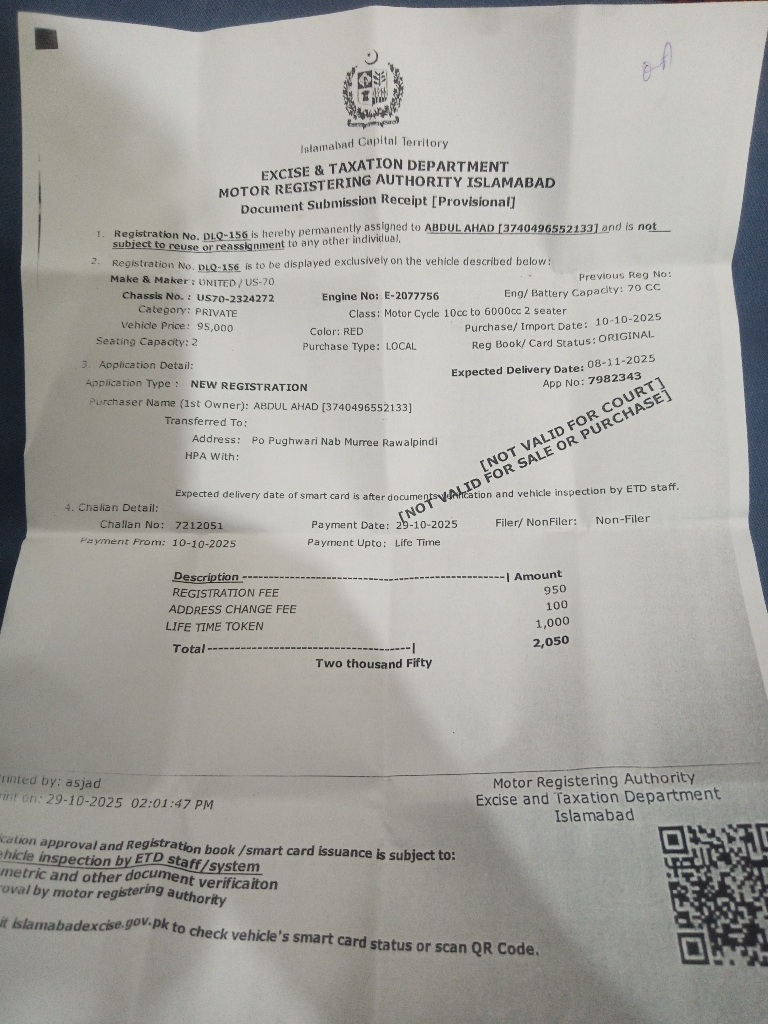 Islamabad Capital Territory
EXCISE & TAXATION DEPARTMENT
MOTOR REGISTERING AUTHORITY ISLAMABAD
Document Submission Receipt [Provisional]
1. Registration No. DLQ-156 is hereby permanently assigned to ABDUL AHAD [3740496552133] and is not
subject to reuse or reassignment to any other individual.
2. Registration No. DLQ-156 is to be displayed exclusively on the vehicle described below:
Previous Reg No:
Make & Maker : UNITED / US-70
Chassis No. : US70-2324272 Engine No: E-2077756 Eng/ Battery Capacity: 70 CC
Category: PRIVATE Class: Motor Cycle 10cc to 6000cc 2 seater
Vehicle Price: 95,000 Color: RED Purchase/ Import Date: 10-10-2025
Seating Capacity: 2 Purchase Type: LOCAL Reg Book/ Card Status: ORIGINAL
3. Application Detail: Expected Delivery Date: 08-11-2025
Application Type : NEW REGISTRATION App No: 7982343
Purchaser Name (1st Owner): ABDUL AHAD [3740496552133]
Transferred To:
Address: Po Pughwari Nab Murree Rawalpindi
HPA With:
[NOT VALID FOR COURT]
[NOT VALID FOR SALE OR PURCHASE]
Expected delivery date of smart card is after documents verification and vehicle inspection by ETD staff.
4. Challan Detail:
Challan No: 7212051 Payment Date: 29-10-2025 Filer/ NonFiler: Non-Filer
Payment From: 10-10-2025 Payment Upto: Life Time
Description ---| Amount
REGISTRATION FEE 950
ADDRESS CHANGE FEE 100
LIFE TIME TOKEN 1,000
Total ---| 2,050
Two thousand Fifty
rinted by: asjad
int on: 29-10-2025 02:01:47 PM
Motor Registering Authority
Excise and Taxation Department
Islamabad
cation approval and Registration book /smart card issuance is subject to:
ehicle inspection by ETD staff/system
metric and other document verificaiton
roval by motor registering authority
it islamabadexcise.gov.pk to check vehicle's smart card status or scan QR Code.